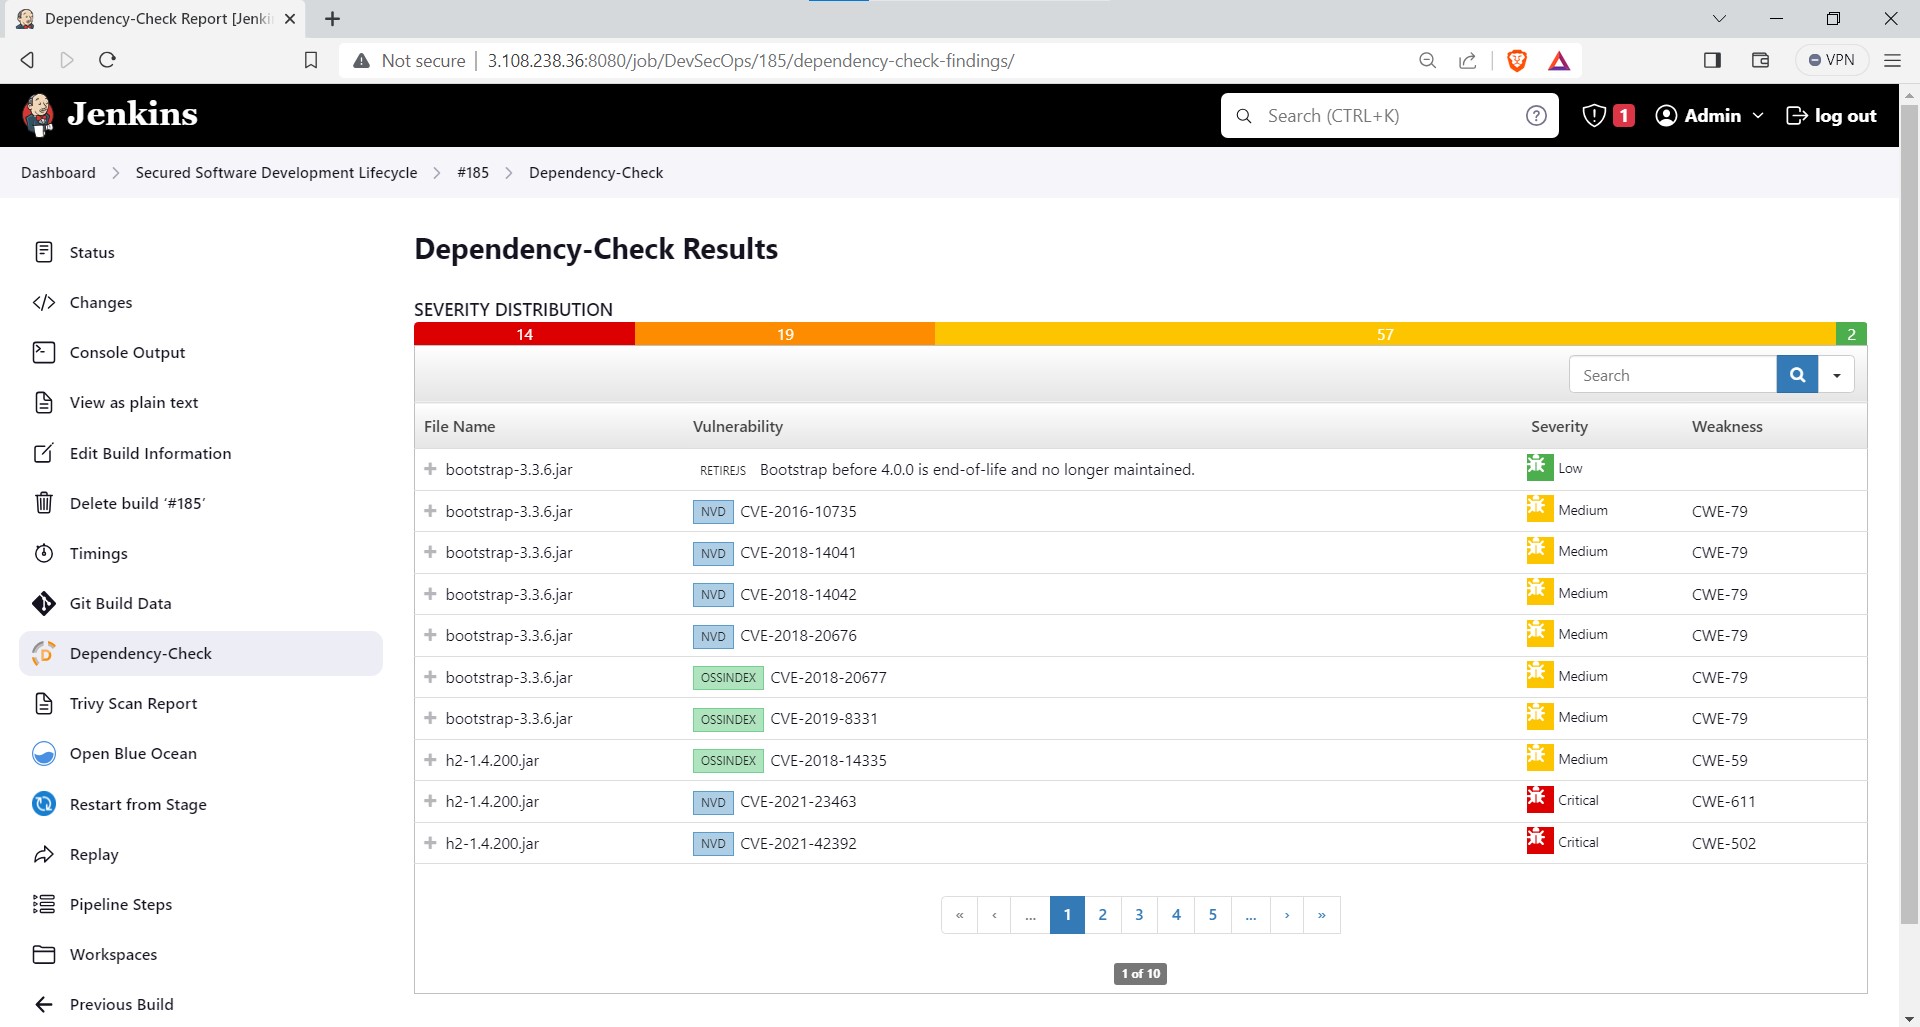 Dependency-Check Report [Jenki
Not secure | 3.108.238.36:8080/job/DevSecOps/185/dependency-check-findings/
VPN
Jenkins
Search (CTRL+K)
1
Admin
log out
Dashboard > Secured Software Development Lifecycle > #185 > Dependency-Check
Status
Changes
Console Output
View as plain text
Edit Build Information
Delete build ‘#185’
Timings
Git Build Data
Dependency-Check
Trivy Scan Report
Open Blue Ocean
Restart from Stage
Replay
Pipeline Steps
Workspaces
Previous Build
Dependency-Check Results
SEVERITY DISTRIBUTION
14 19 57 2
Search
File Name Vulnerability Severity Weakness
bootstrap-3.3.6.jar RETIREJS Bootstrap before 4.0.0 is end-of-life and no longer maintained. Low
bootstrap-3.3.6.jar NVD CVE-2016-10735 Medium CWE-79
bootstrap-3.3.6.jar NVD CVE-2018-14041 Medium CWE-79
bootstrap-3.3.6.jar NVD CVE-2018-14042 Medium CWE-79
bootstrap-3.3.6.jar NVD CVE-2018-20676 Medium CWE-79
bootstrap-3.3.6.jar OSSINDEX CVE-2018-20677 Medium CWE-79
bootstrap-3.3.6.jar OSSINDEX CVE-2019-8331 Medium CWE-79
h2-1.4.200.jar OSSINDEX CVE-2018-14335 Medium CWE-59
h2-1.4.200.jar NVD CVE-2021-23463 Critical CWE-611
h2-1.4.200.jar NVD CVE-2021-42392 Critical CWE-502
« ‹ ... 1 2 3 4 5 ... › »
1 of 10